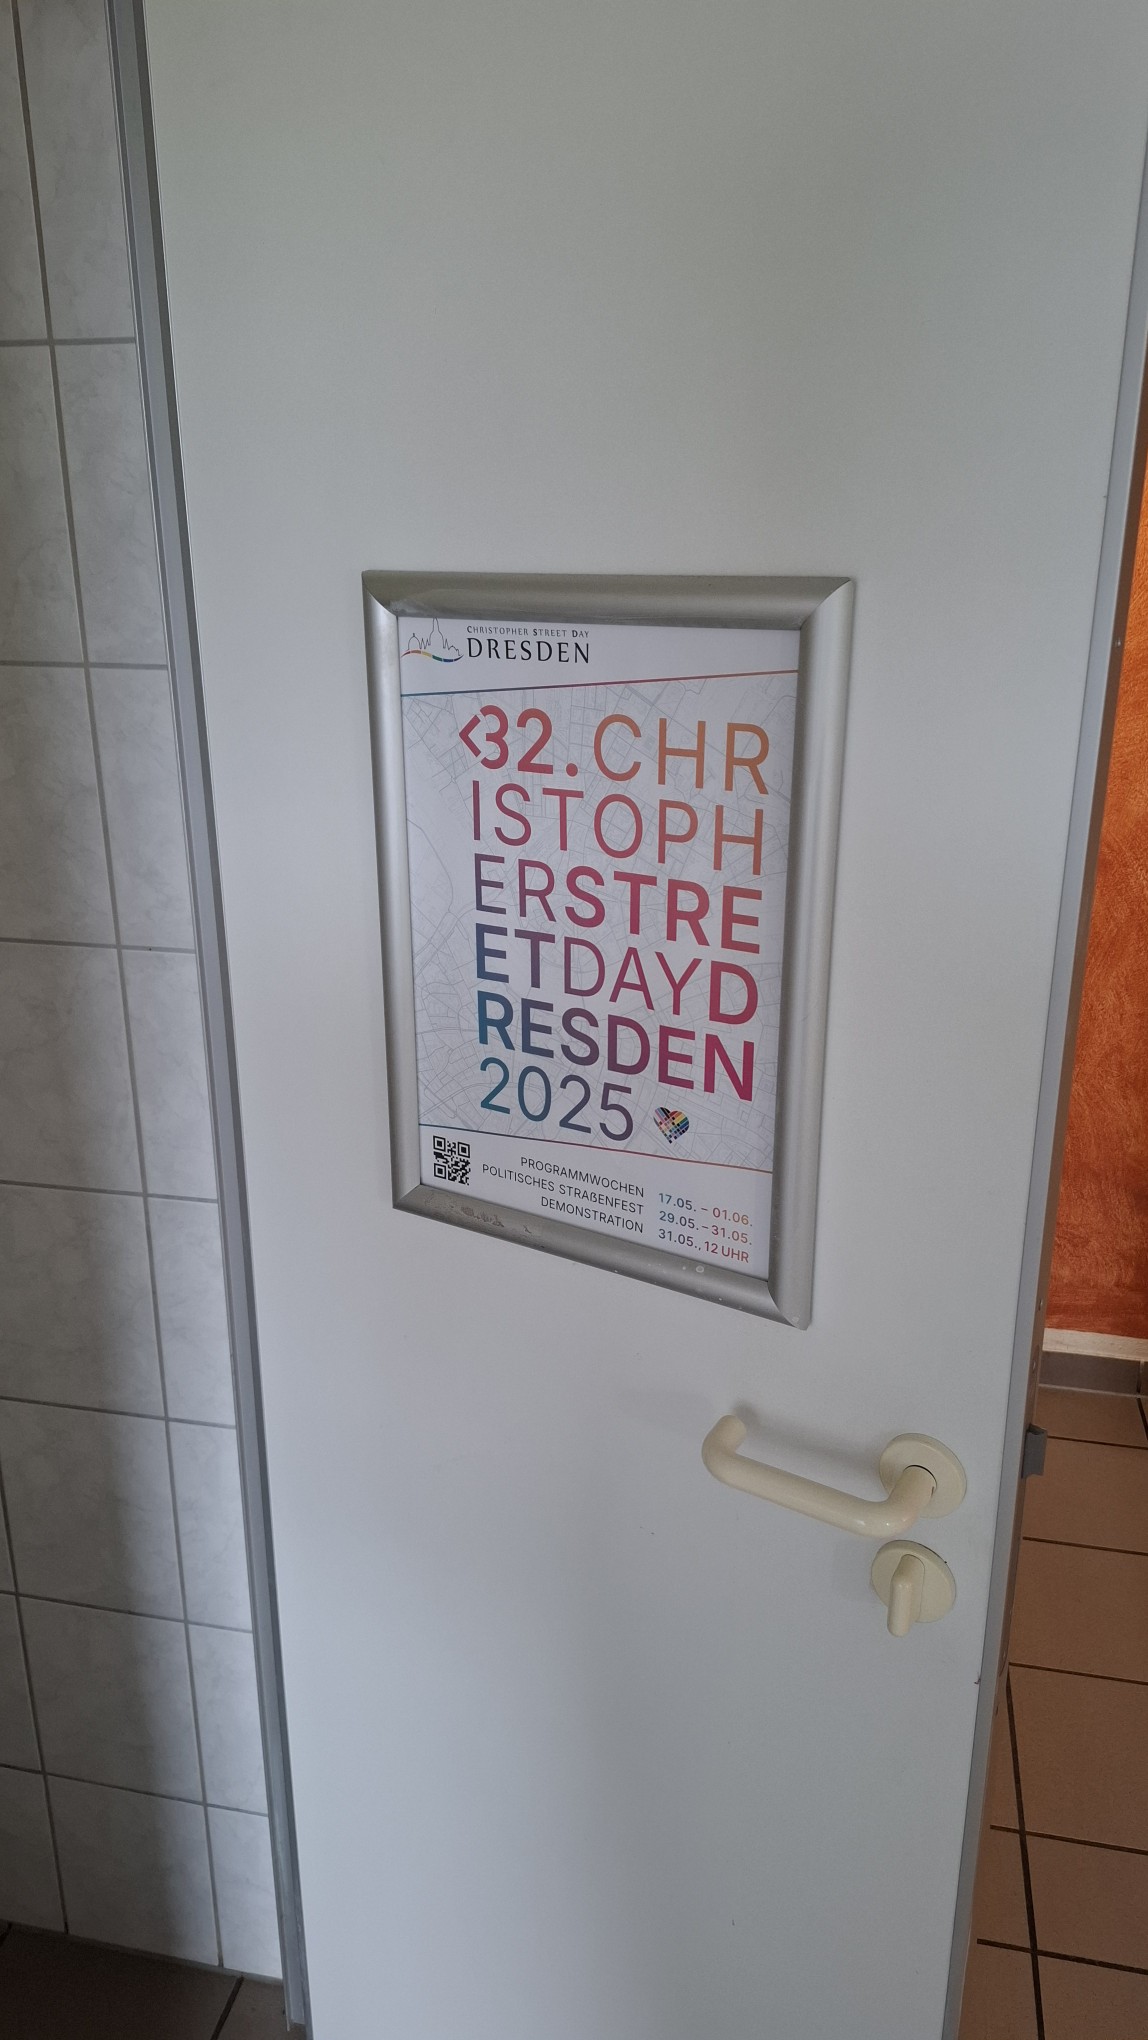 CHRISTOPHER STREET DAY
DRESDEN
<32. CHR
ISTOPH
ERSTRE
ETDAYD
RESDEN
2025
PROGRAMMWOCHEN 17.05. – 01.06.
POLITISCHES STRAßENFEST 29.05. – 31.05.
DEMONSTRATION 31.05., 12 UHR